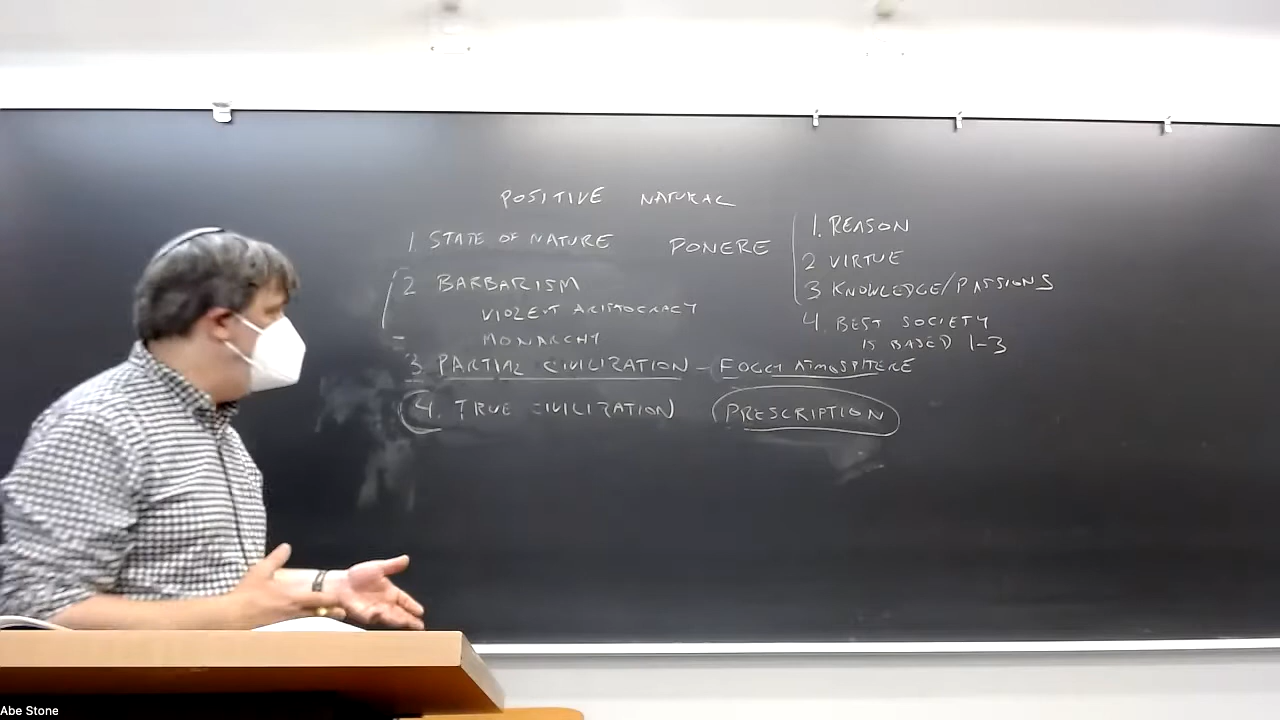 POSITIVE NATURAL
1. STATE OF NATURE PONERE
2 BARBARISM
VIOLENT ARISTOCRACY
MONARCHY
3. PARTIAL CIVILIZATION - FOGGY ATMOSPHERE
4. TRUE CIVILIZATION PRESCRIPTION
1. REASON
2 VIRTUE
3 KNOWLEDGE/PASSIONS
4. BEST SOCIETY
IS BASED 1-3
Abe Stone